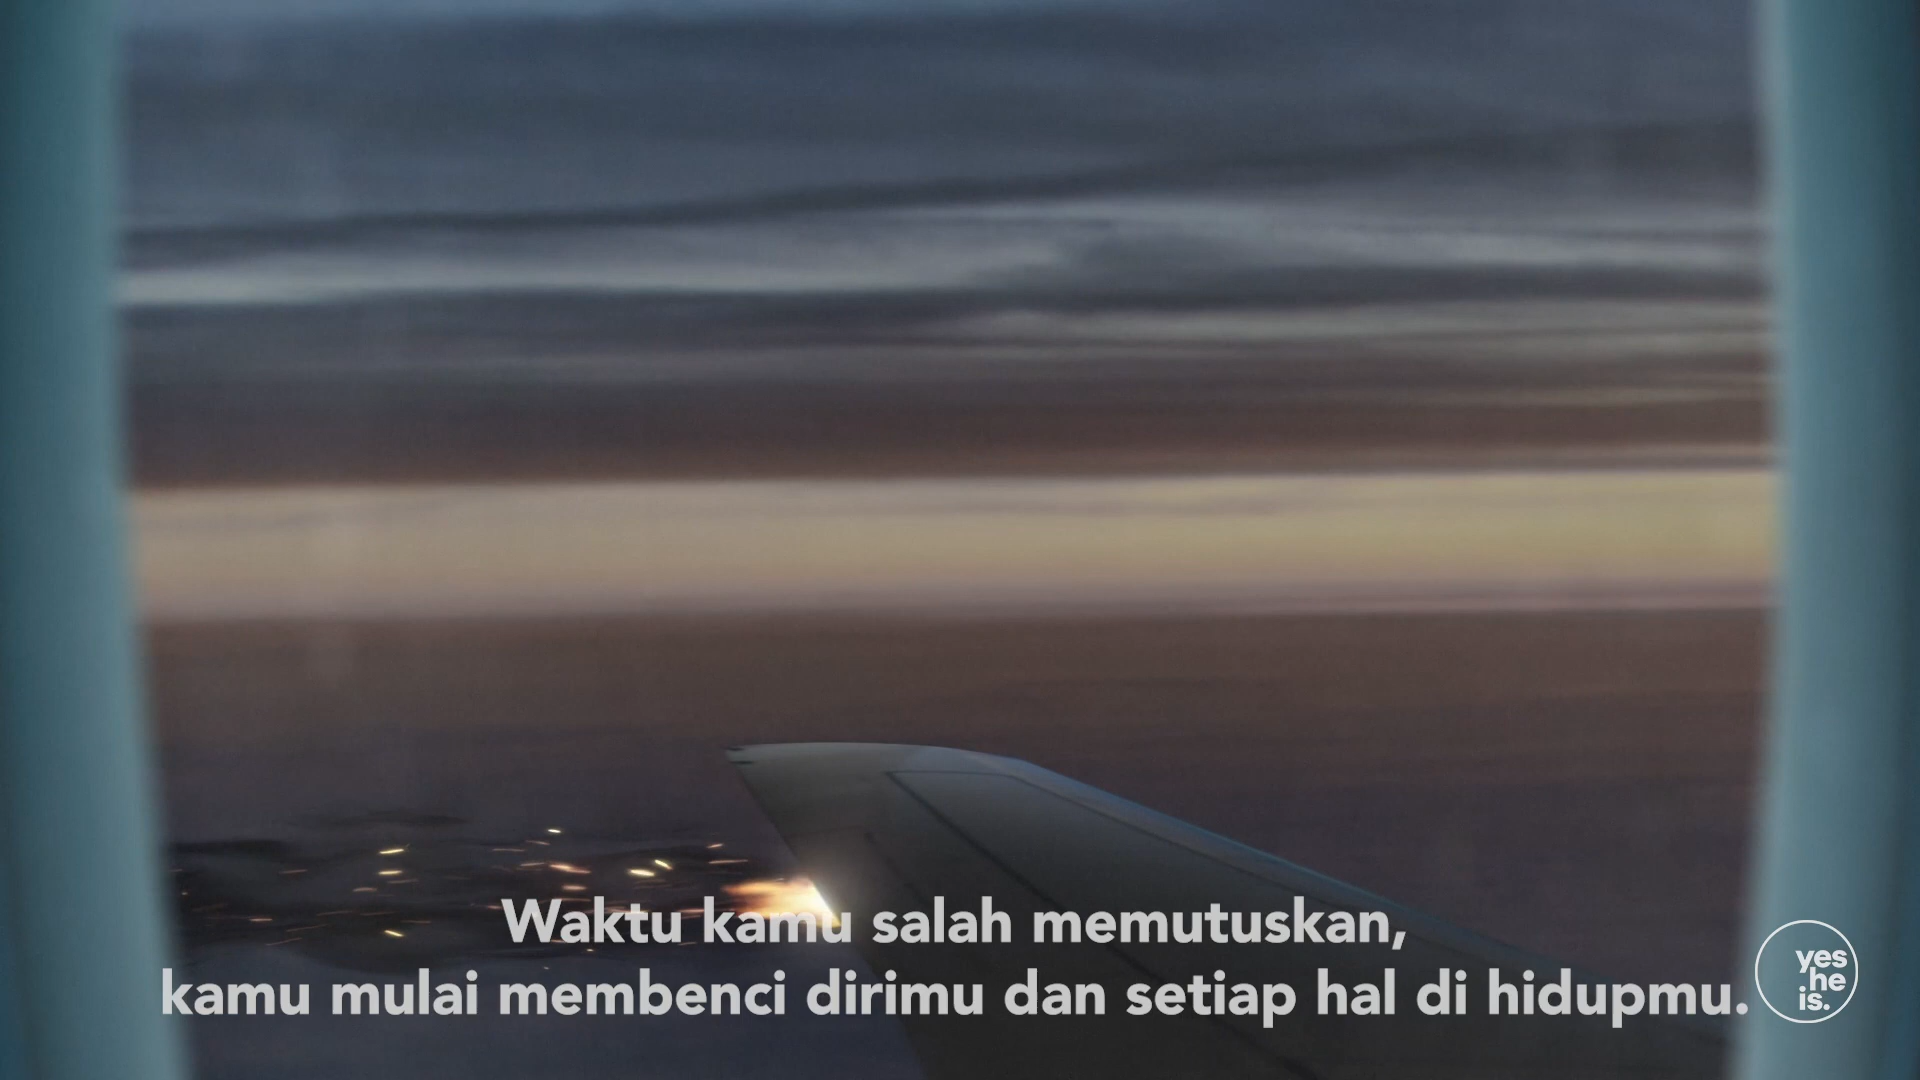 Waktu kamu salah memutuskan,
kamu mulai membenci dirimu dan setiap hal di hidupmu.
yes
he
is.